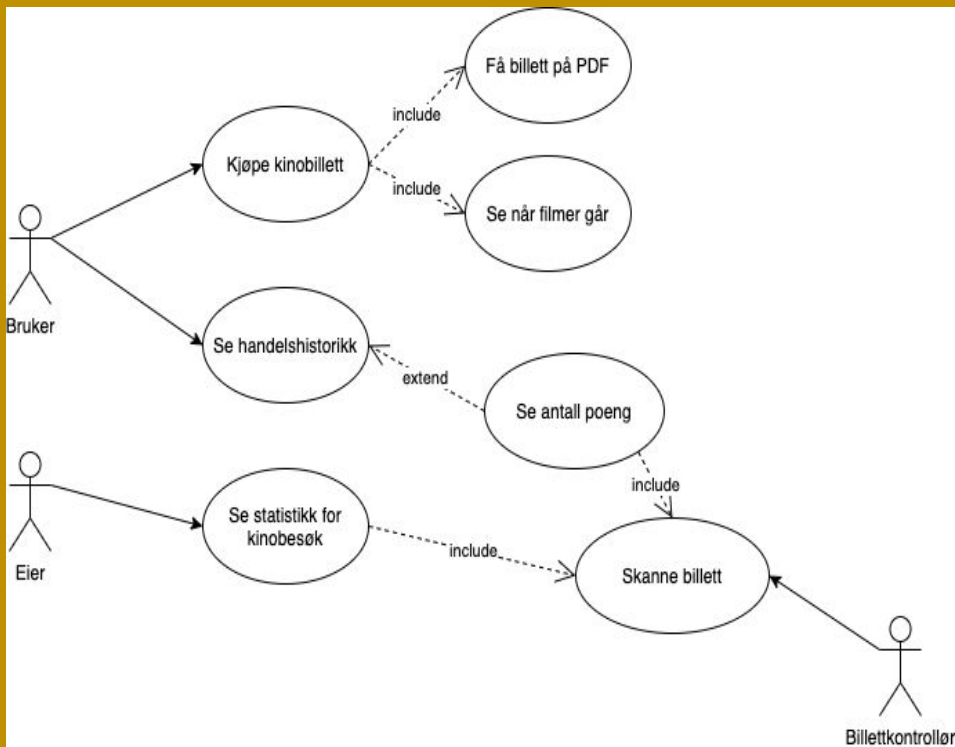 Få billett på PDF
include
Kjøpe kinobillett
include
Se når filmer går
Bruker
Se handelshistorikk
extend
Se antall poeng
include
Se statistikk for
kinobesøk
include
Eier
Skanne billett
Billettkontrollør